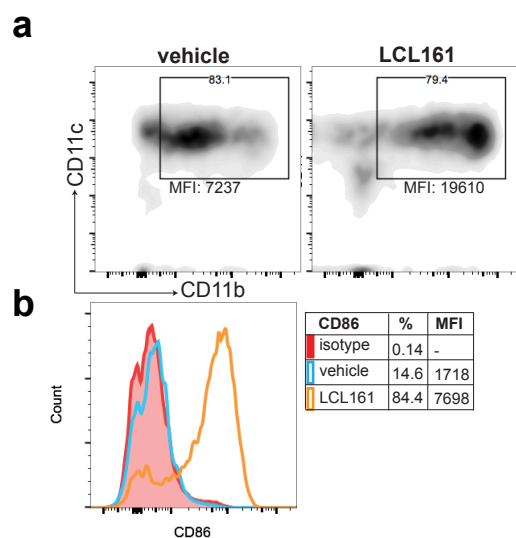 a
vehicle
LCL161
83.1
79.4
CD11c
MFI: 7237
MFI: 19610
CD11b
b
Count
CD86
CD86 % MFI
isotype 0.14 -
vehicle 14.6 1718
LCL161 84.4 7698